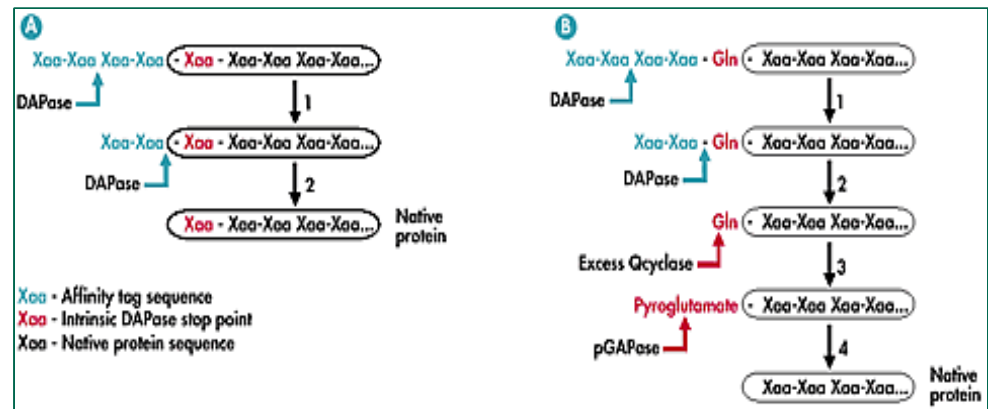 A
Xaa-Xaa Xaa-Xaa - Xaa - Xaa-Xaa Xaa-Xaa...
DAPase
1
Xaa-Xaa - Xaa - Xaa-Xaa Xaa-Xaa...
DAPase
2
Xaa - Xaa-Xaa Xaa-Xaa...
Native
protein
Xaa - Affinity tag sequence
Xaa - Intrinsic DAPase stop point
Xaa - Native protein sequence
B
Xaa-Xaa Xaa-Xaa - Gln - Xaa-Xaa Xaa-Xaa...
DAPase
1
Xaa-Xaa - Gln - Xaa-Xaa Xaa-Xaa...
DAPase
2
Gln - Xaa-Xaa Xaa-Xaa...
Excess Qcyclase
3
Pyroglutamate - Xaa-Xaa Xaa-Xaa...
pGAPase
4
Xaa-Xaa Xaa-Xaa...
Native
protein